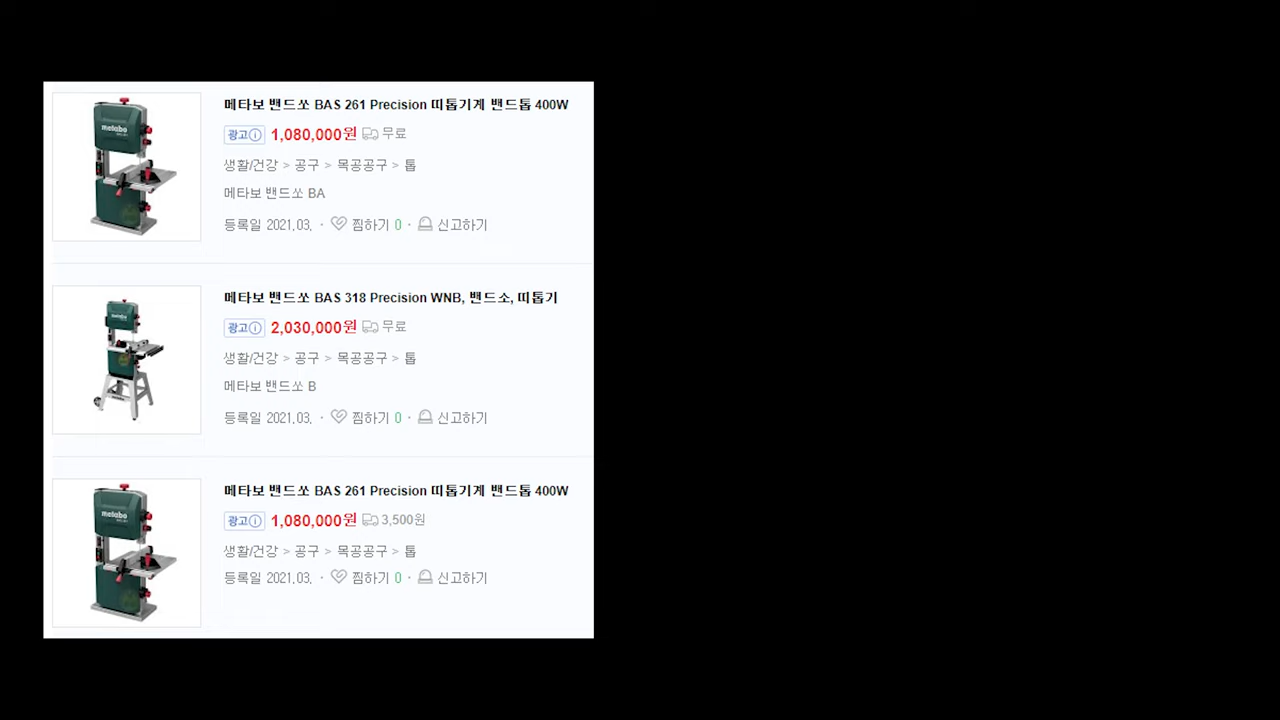 메타보 밴드쏘 BAS 261 Precision 띠톱기계 밴드톱 400W
광고 1,080,000원 무료
생활/건강 > 공구 > 목공공구 > 톱
메타보 밴드쏘 BA
등록일 2021.03. · 찜하기 0 · 신고하기
메타보 밴드쏘 BAS 318 Precision WNB, 밴드소, 띠톱기
광고 2,030,000원 무료
생활/건강 > 공구 > 목공공구 > 톱
메타보 밴드쏘 B
등록일 2021.03. · 찜하기 0 · 신고하기
메타보 밴드쏘 BAS 261 Precision 띠톱기계 밴드톱 400W
광고 1,080,000원 3,500원
생활/건강 > 공구 > 목공공구 > 톱
등록일 2021.03. · 찜하기 0 · 신고하기
metabo
metabo
metabo